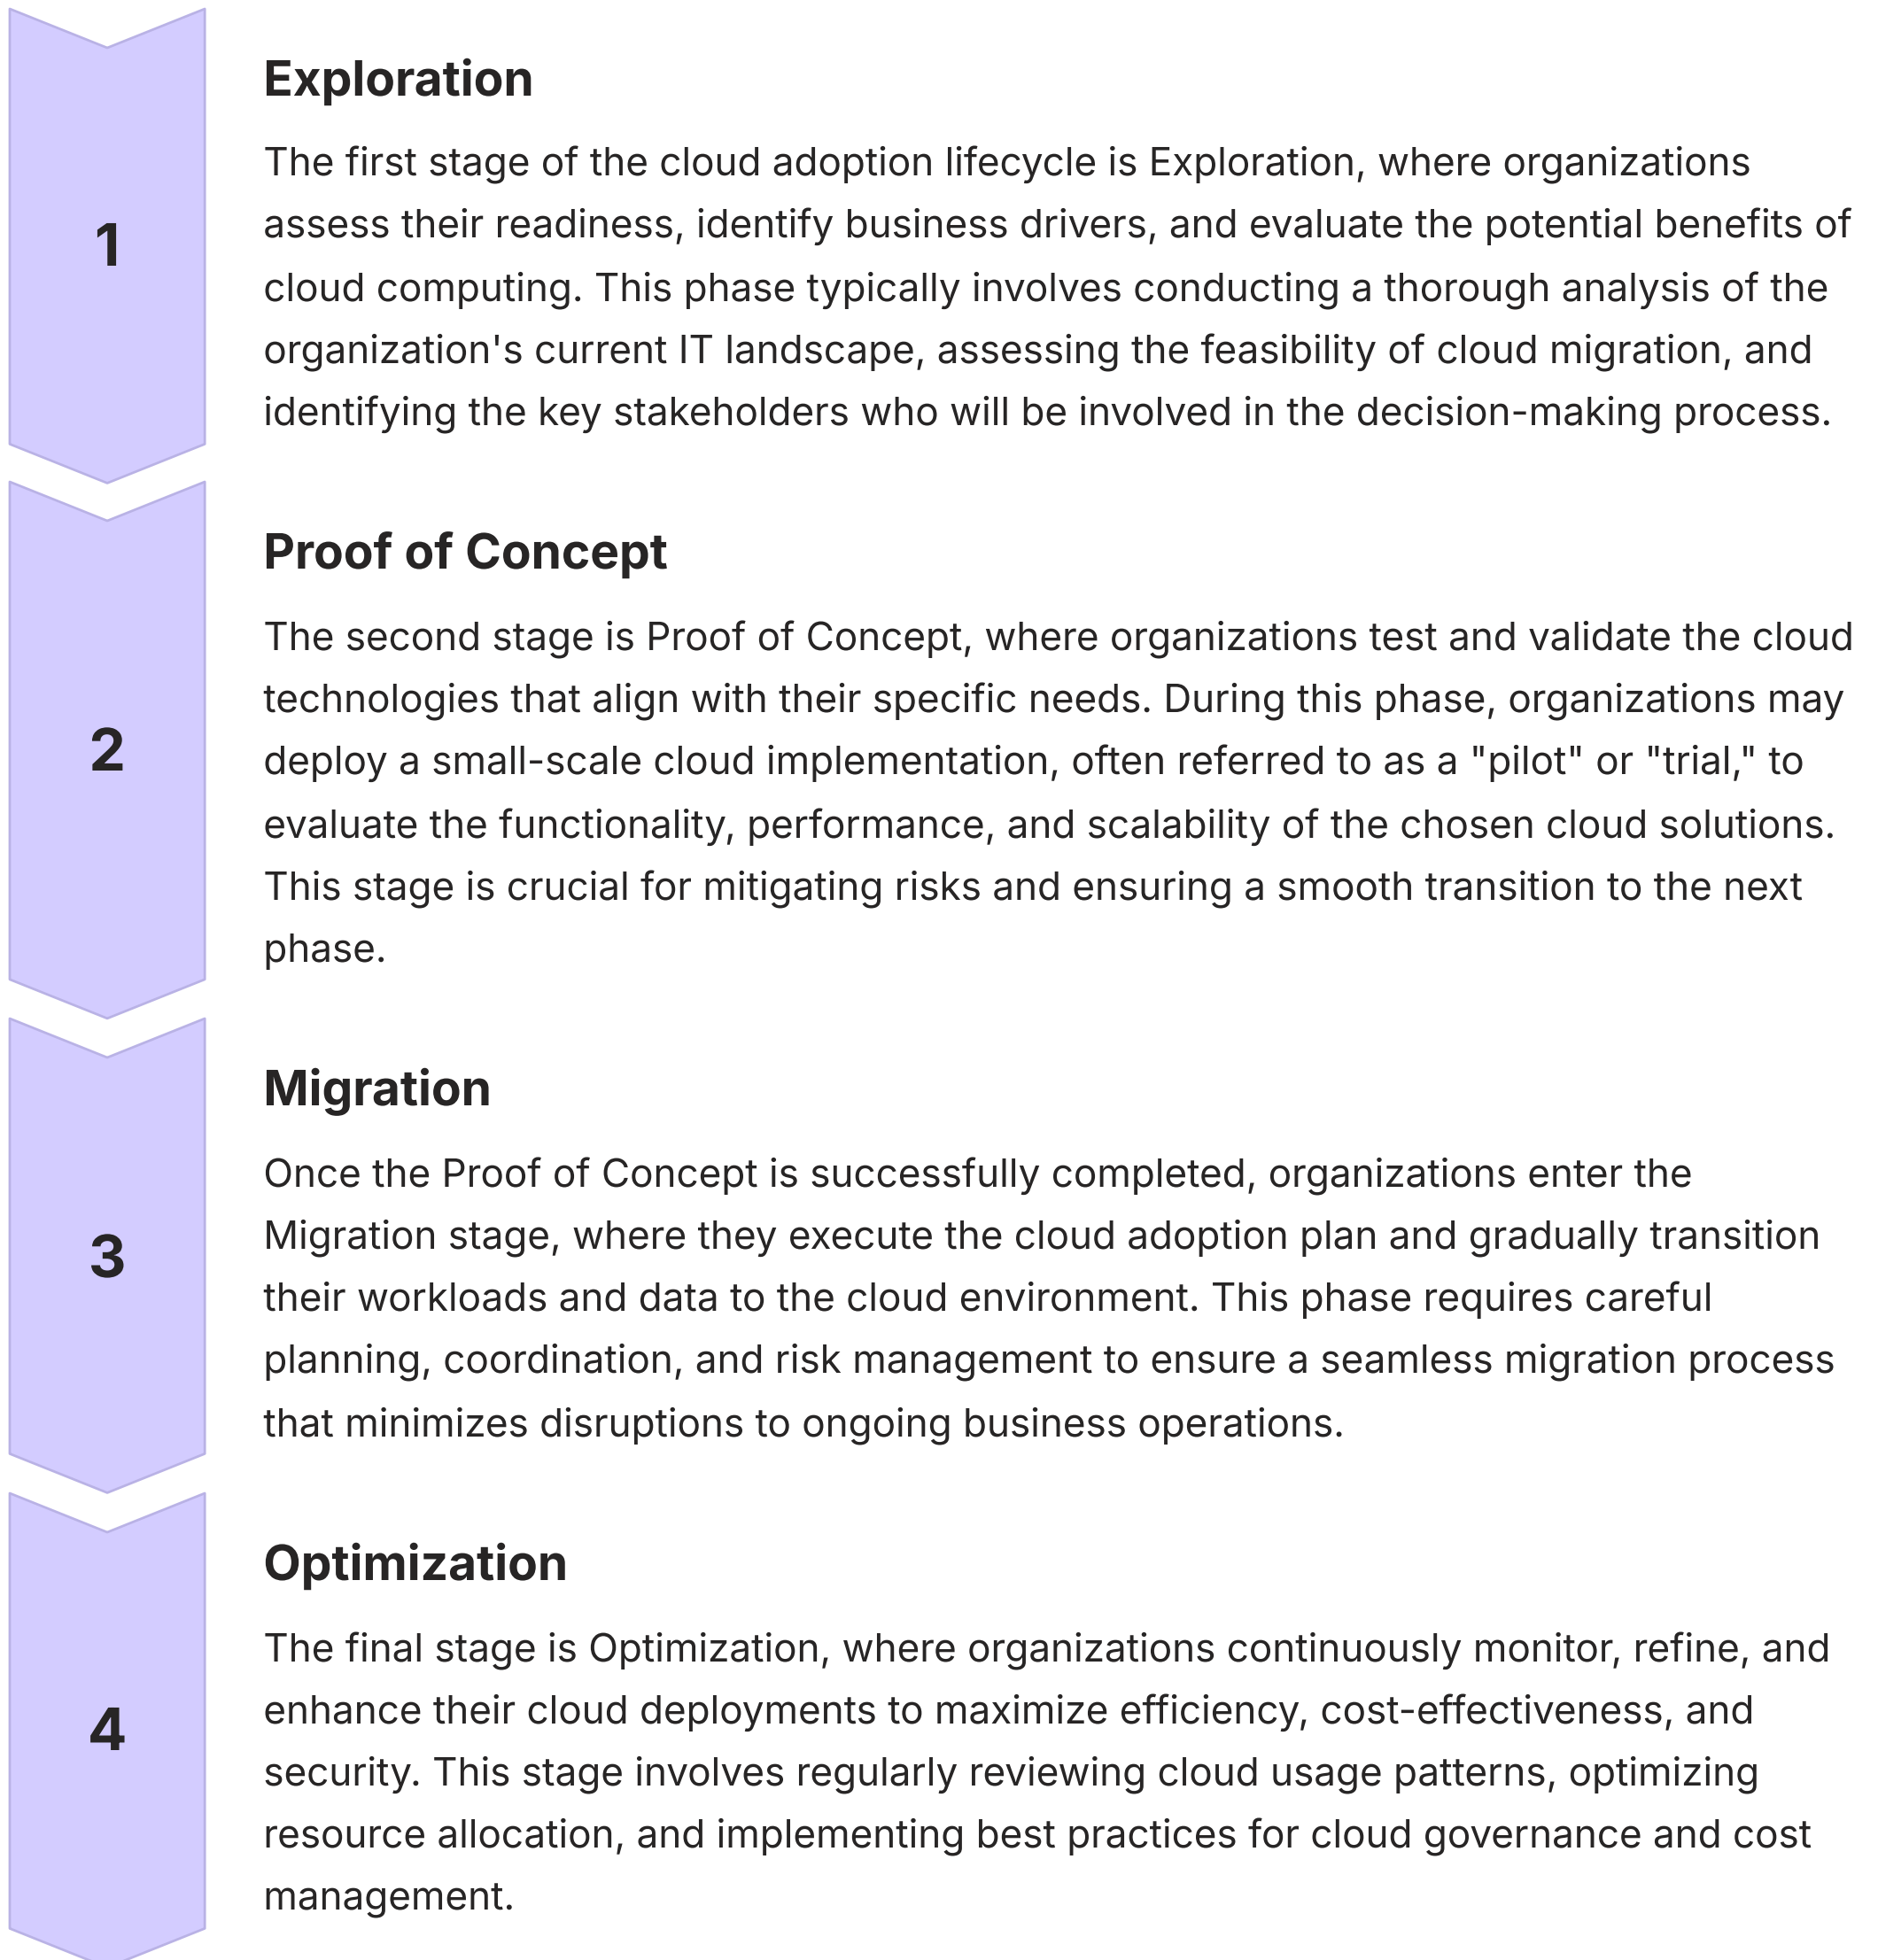 1
Exploration
The first stage of the cloud adoption lifecycle is Exploration, where organizations
assess their readiness, identify business drivers, and evaluate the potential benefits of
cloud computing. This phase typically involves conducting a thorough analysis of the
organization's current IT landscape, assessing the feasibility of cloud migration, and
identifying the key stakeholders who will be involved in the decision-making process.
2
Proof of Concept
The second stage is Proof of Concept, where organizations test and validate the cloud
technologies that align with their specific needs. During this phase, organizations may
deploy a small-scale cloud implementation, often referred to as a "pilot" or "trial," to
evaluate the functionality, performance, and scalability of the chosen cloud solutions.
This stage is crucial for mitigating risks and ensuring a smooth transition to the next
phase.
3
Migration
Once the Proof of Concept is successfully completed, organizations enter the
Migration stage, where they execute the cloud adoption plan and gradually transition
their workloads and data to the cloud environment. This phase requires careful
planning, coordination, and risk management to ensure a seamless migration process
that minimizes disruptions to ongoing business operations.
4
Optimization
The final stage is Optimization, where organizations continuously monitor, refine, and
enhance their cloud deployments to maximize efficiency, cost-effectiveness, and
security. This stage involves regularly reviewing cloud usage patterns, optimizing
resource allocation, and implementing best practices for cloud governance and cost
management.